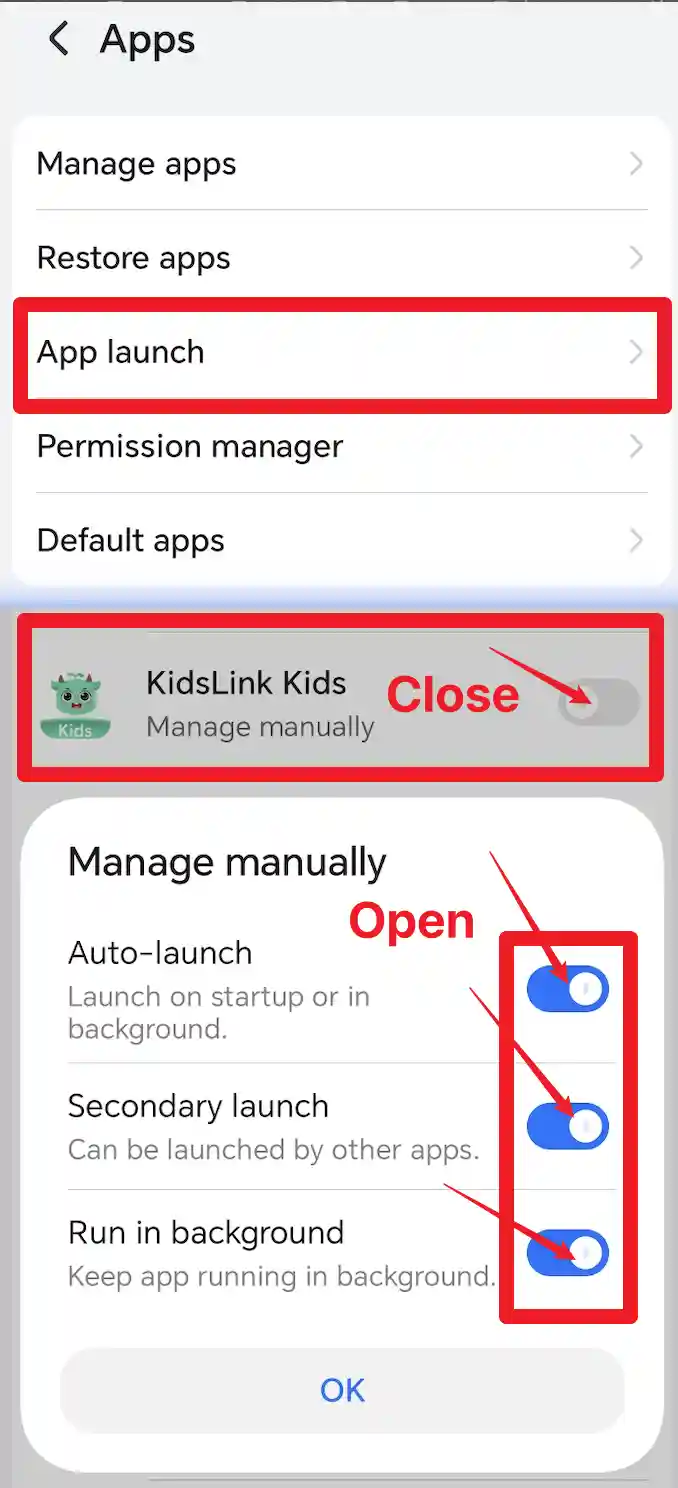 Apps
Manage apps
Restore apps
App launch
Permission manager
Default apps
KidsLink Kids
Manage manually
Close
Kids
Manage manually
Open
Auto-launch
Launch on startup or in
background.
Secondary launch
Can be launched by other apps.
Run in background
Keep app running in background.
OK